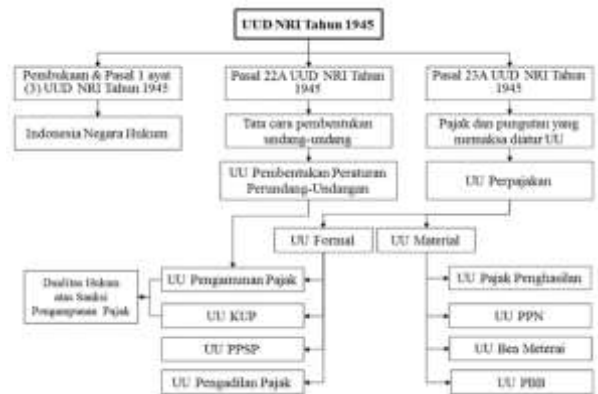 UUD NRI Tahun 1945
Pembukaan & Pasal 1 ayat
(3) UUD NRI Tahun 1945
Pasal 22A UUD NRI Tahun
1945
Pasal 23A UUD NRI Tahun
1945
Indonesia Negara Hukum
Tata cara pembentukan
undang-undang
Pajak dan pungutan yang
memaksa diatur UU
UU Pembentukan Peraturan
Perundang-Undangan
UU Perpajakan
UU Formal
UU Material
Dualitas Hukum
atas Sanksi
Pengampunan Pajak
UU Pengampunan Pajak
UU KUP
UU PPSP
UU Pengadilan Pajak
UU Pajak Penghasilan
UU PPN
UU Bea Meterai
UU PBB